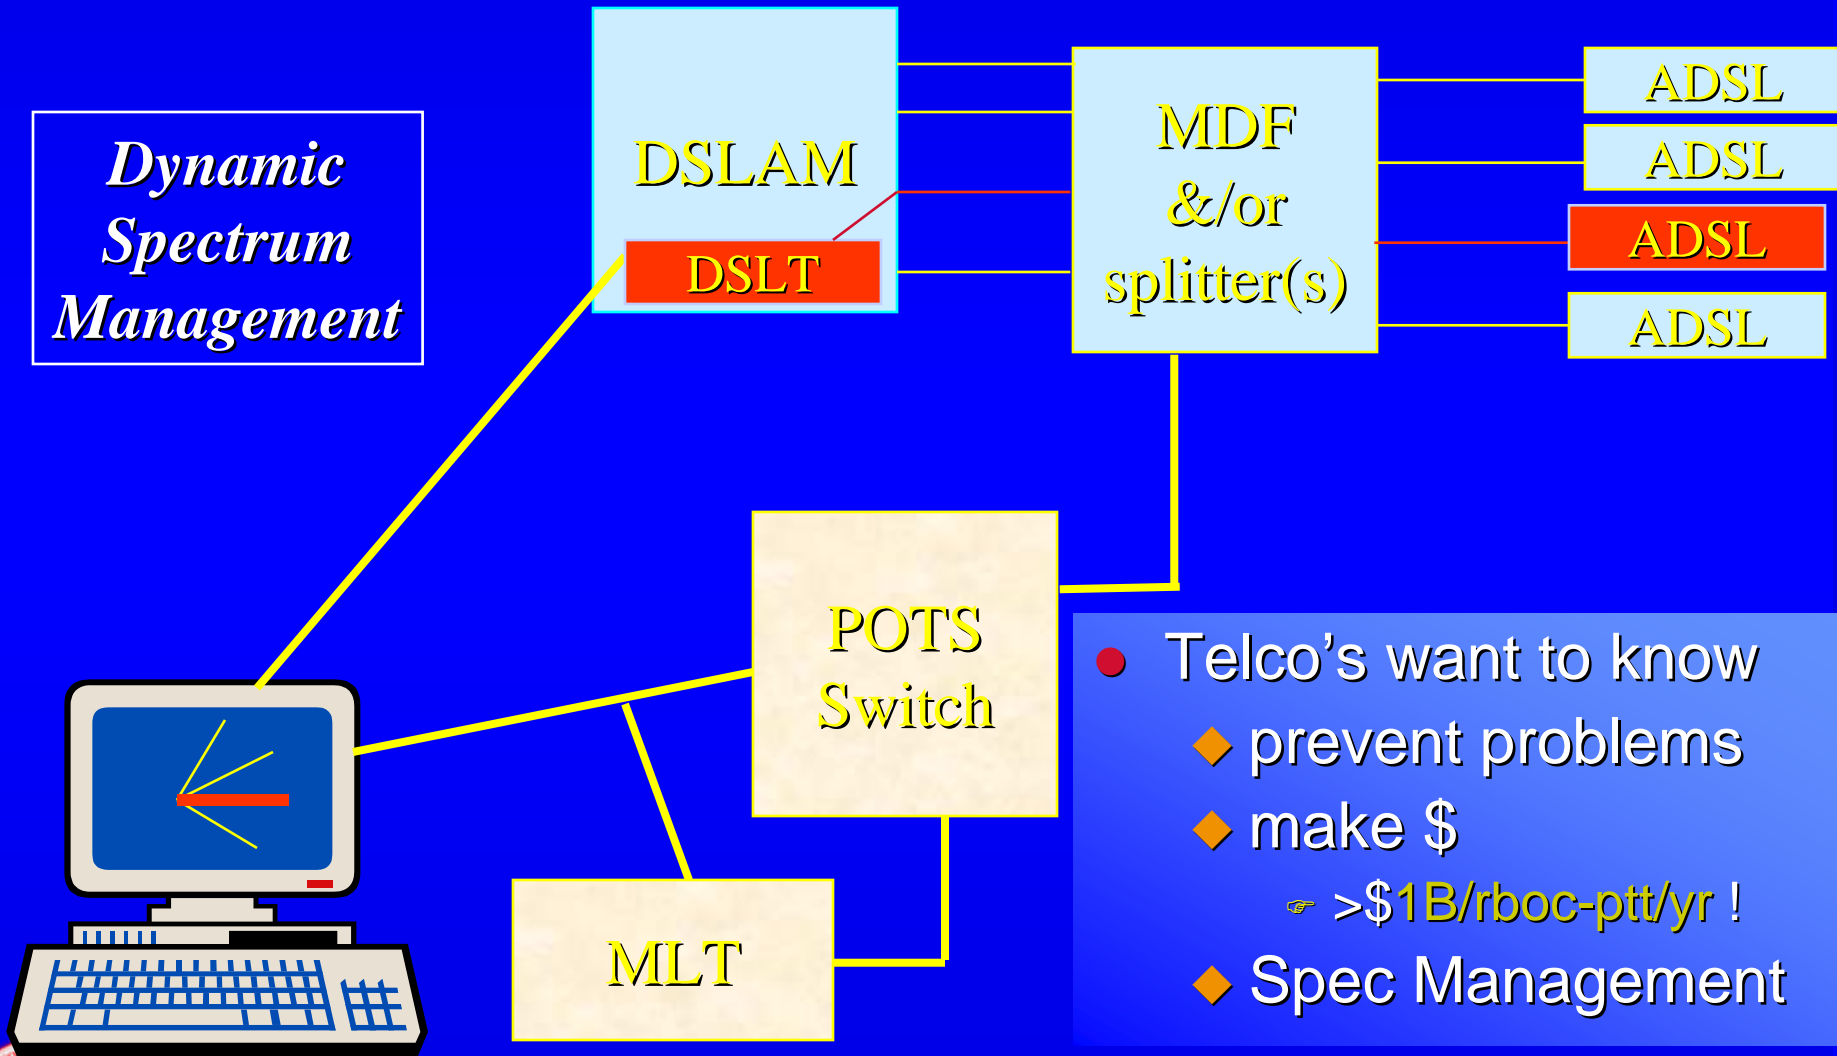 Dynamic
Spectrum
Management
DSLAM
DSLT
MDF
&/or
splitter(s)
ADSL
ADSL
ADSL
ADSL
POTS
Switch
MLT
Telco's want to know
prevent problems
make $
>$1B/rboc-ptt/yr !
Spec Management